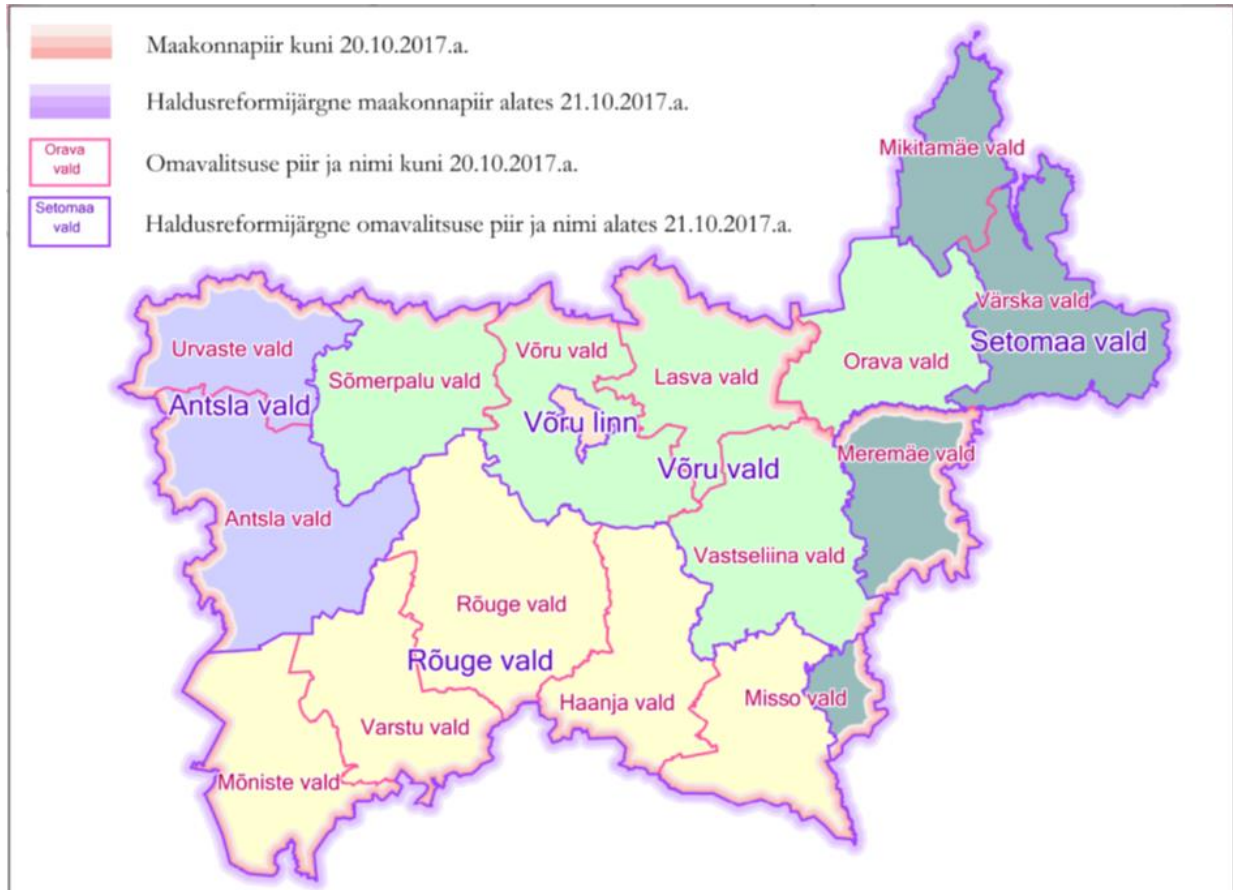 Maakonnapiir kuni 20.10.2017.a.
Haldusreformijärgne maakonnapiir alates 21.10.2017.a.
Orava
vald
Omavalitsuse piir ja nimi kuni 20.10.2017.a.
Setomaa
vald
Haldusreformijärgne omavalitsuse piir ja nimi alates 21.10.2017.a.
Mikitamäe vald
Värska vald
Setomaa vald
Urvaste vald
Võru vald
Sõmerpalu vald
Lasva vald
Orava vald
Antsla vald
Võru linn
Meremäe vald
Võru vald
Antsla vald
Vastseliina vald
Rõuge vald
Rõuge vald
Haanja vald
Misso vald
Varstu vald
Mõniste vald